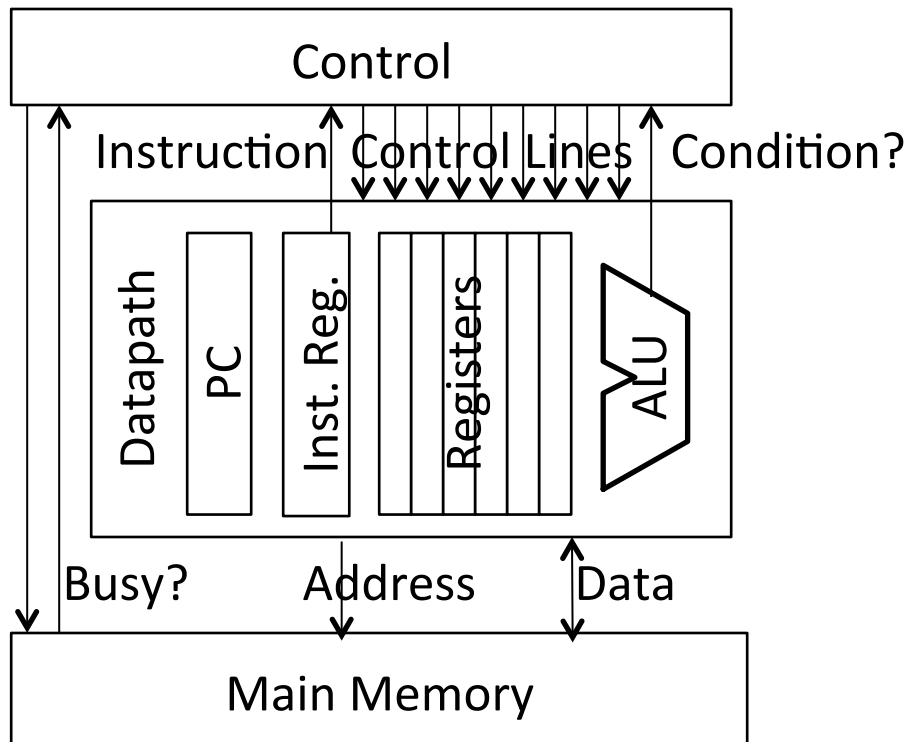 Control
Instruction Control Lines Condition?
Datapath
PC
Inst. Reg.
Registers
ALU
Busy? Address Data
Main Memory